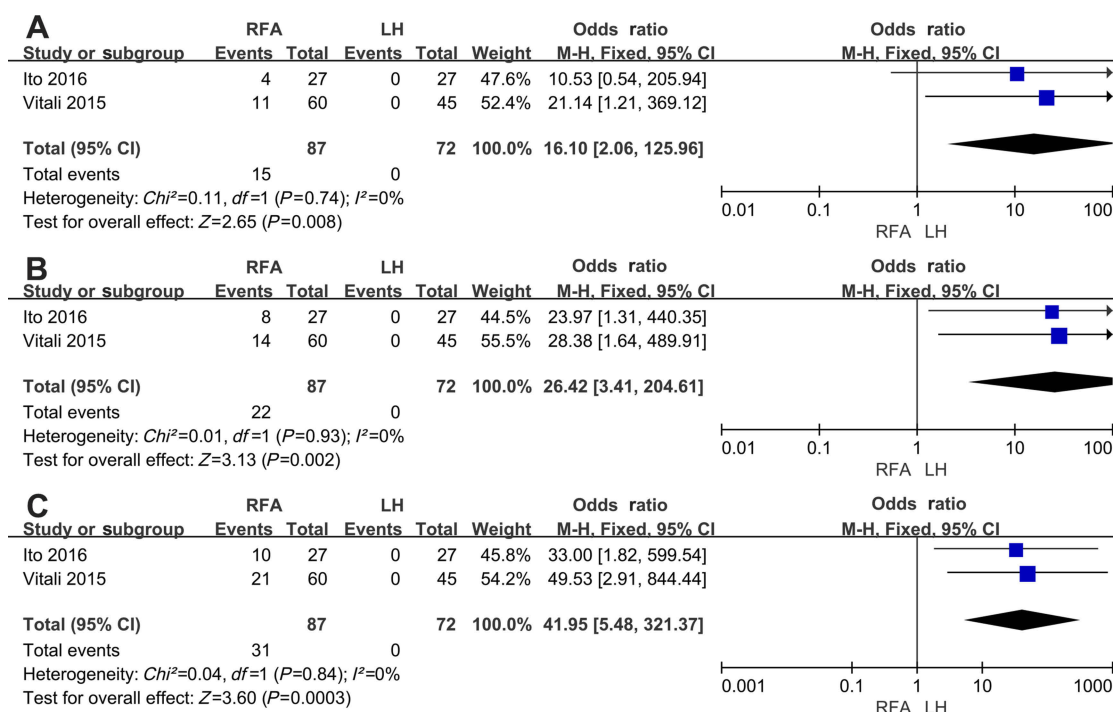 A
RFA LH Odds ratio Odds ratio
Study or subgroup Events Total Events Total Weight M-H, Fixed, 95% CI M-H, Fixed, 95% CI
Ito 2016 4 27 0 27 47.6% 10.53 [0.54, 205.94]
Vitali 2015 11 60 0 45 52.4% 21.14 [1.21, 369.12]
Total (95% CI) 87 72 100.0% 16.10 [2.06, 125.96]
Total events 15 0
Heterogeneity: Chi²=0.11, df=1 (P=0.74); I²=0%
Test for overall effect: Z=2.65 (P=0.008)
0.01 0.1 1 10 100
RFA LH
B
RFA LH Odds ratio Odds ratio
Study or subgroup Events Total Events Total Weight M-H, Fixed, 95% CI M-H, Fixed, 95% CI
Ito 2016 8 27 0 27 44.5% 23.97 [1.31, 440.35]
Vitali 2015 14 60 0 45 55.5% 28.38 [1.64, 489.91]
Total (95% CI) 87 72 100.0% 26.42 [3.41, 204.61]
Total events 22 0
Heterogeneity: Chi²=0.01, df=1 (P=0.93); I²=0%
Test for overall effect: Z=3.13 (P=0.002)
0.01 0.1 1 10 100
RFA LH
C
RFA LH Odds ratio Odds ratio
Study or subgroup Events Total Events Total Weight M-H, Fixed, 95% CI M-H, Fixed, 95% CI
Ito 2016 10 27 0 27 45.8% 33.00 [1.82, 599.54]
Vitali 2015 21 60 0 45 54.2% 49.53 [2.91, 844.44]
Total (95% CI) 87 72 100.0% 41.95 [5.48, 321.37]
Total events 31 0
Heterogeneity: Chi²=0.04, df=1 (P=0.84); I²=0%
Test for overall effect: Z=3.60 (P=0.0003)
0.001 0.1 1 10 1000
RFA LH